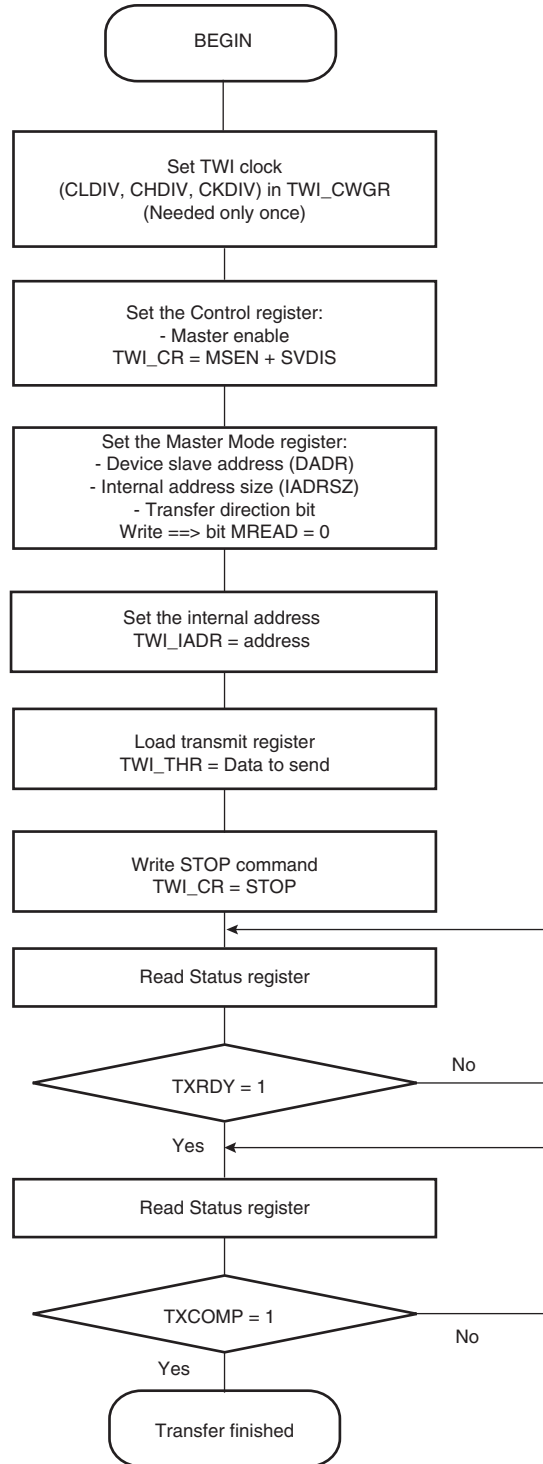 BEGIN
Set TWI clock
(CLDIV, CHDIV, CKDIV) in TWI_CWGR
(Needed only once)
Set the Control register:
- Master enable
TWI_CR = MSEN + SVDIS
Set the Master Mode register:
- Device slave address (DADR)
- Internal address size (IADRSZ)
- Transfer direction bit
Write ==> bit MREAD = 0
Set the internal address
TWI_IADR = address
Load transmit register
TWI_THR = Data to send
Write STOP command
TWI_CR = STOP
Read Status register
TXRDY = 1
No
Yes
Read Status register
TXCOMP = 1
No
Yes
Transfer finished